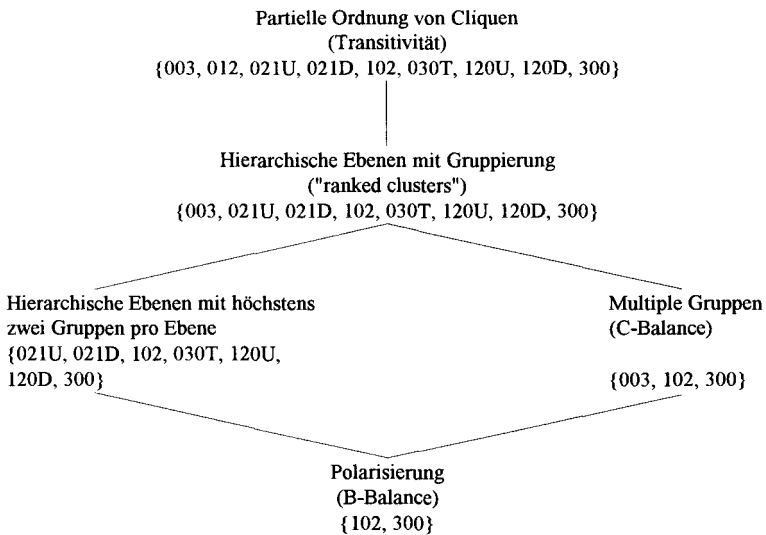 Partielle Ordnung von Cliquen
(Transitivität)
{003, 012, 021U, 021D, 102, 030T, 120U, 120D, 300}
Hierarchische Ebenen mit Gruppierung
("ranked clusters")
{003, 021U, 021D, 102, 030T, 120U, 120D, 300}
Hierarchische Ebenen mit höchstens
zwei Gruppen pro Ebene
{021U, 021D, 102, 030T, 120U,
120D, 300}
Multiple Gruppen
(C-Balance)
{003, 102, 300}
Polarisierung
(B-Balance)
{102, 300}